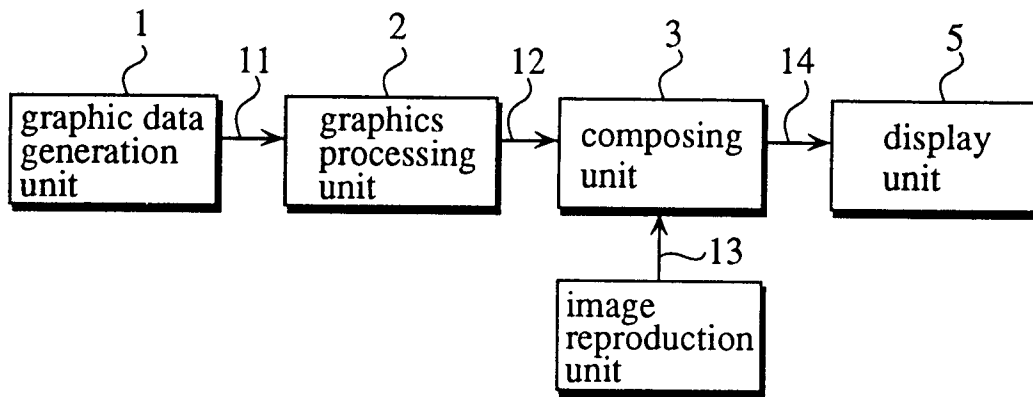 1
11
2
12
3
14
5
graphic data
generation
unit
graphics
processing
unit
composing
unit
display
unit
13
image
reproduction
unit